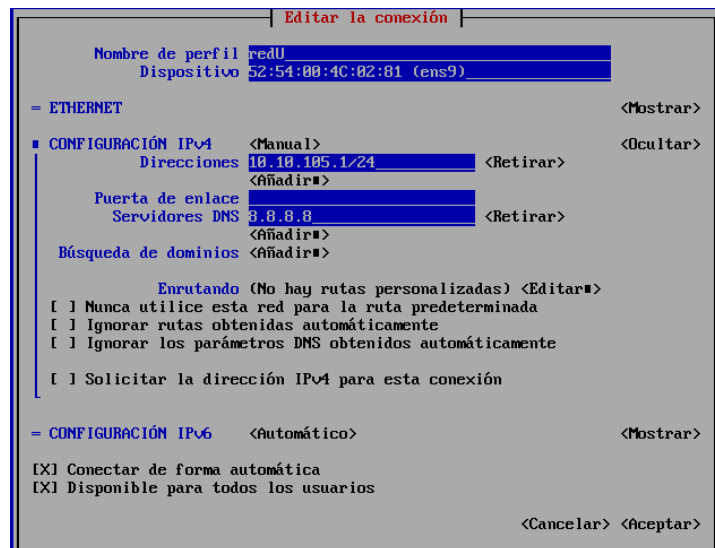 Editar la conexión
Nombre de perfil redU
Dispositivo 52:54:00:4C:02:81 (ens9)
= ETHERNET <Mostrar>
CONFIGURACIÓN IPv4 <Manual> <Ocultar>
Direcciones 10.10.105.1/24 <Retirar>
<Añadir>
Puerta de enlace
Servidores DNS 8.8.8.8 <Retirar>
<Añadir>
Búsqueda de dominios <Añadir>
Enrutando (No hay rutas personalizadas) <Editar>
[ ] Nunca utilice esta red para la ruta predeterminada
[ ] Ignorar rutas obtenidas automáticamente
[ ] Ignorar los parámetros DNS obtenidos automáticamente
[ ] Solicitar la dirección IPv4 para esta conexión
= CONFIGURACIÓN IPv6 <Automático> <Mostrar>
[X] Conectar de forma automática
[X] Disponible para todos los usuarios
<Cancelar> <Aceptar>